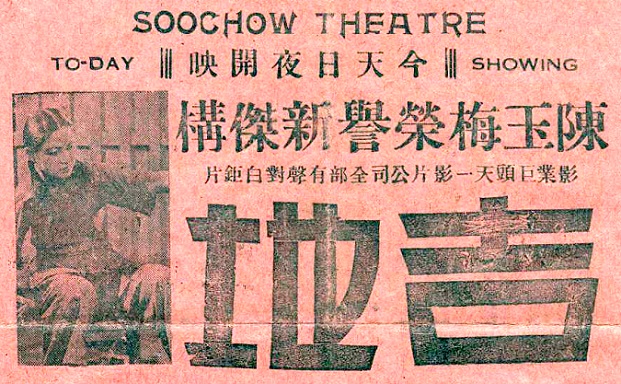 SOOCHOW THEATRE
TO-DAY 今天日夜開映 SHOWING
陳玉梅榮譽新傑構
影業巨頭天一影片公司全部有聲對白鉅片
吉地